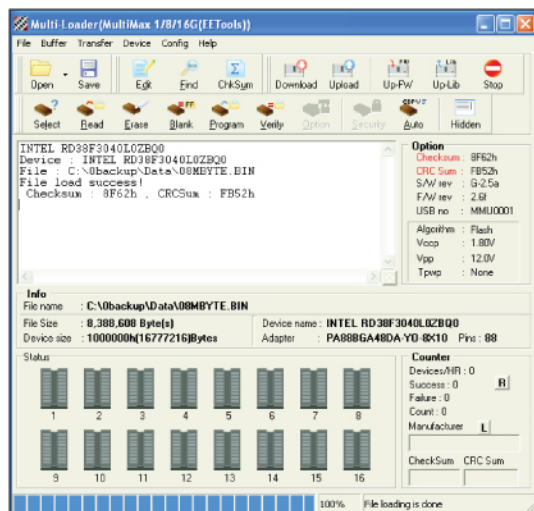 Multi-Loader(MultiMax 1/8/16G(EETools))
File Buffer Transfer Device Config Help
Open Save Edit Find ChkSum Download Upload Up-FW Up-Lib Stop
Select Read Erase Blank Program Verify Option Security Auto Hidden
INTEL RD38F3040L0ZBQ0
Device : INTEL RD38F3040L0ZBQ0
File : C:\0backup\Data\08MBYTE.BIN
File load success!
Checksum : 8F62h , CRCSum : FB52h
Option
Checksum : 8F62h
CRC Sum : FB52h
S/W rev : G-2.5a
F/W rev : 2.6f
USB no : MMU0001
Algorithm : Flash
Vccp : 1.80V
Vpp : 12.0V
Tpwp : None
Info
File name : C:\0backup\Data\08MBYTE.BIN
File Size : 8,388,608 Byte(s)
Device name : INTEL RD38F3040L0ZBQ0
Device size : 1000000h(16777216)Bytes
Adapter : PA88BGA48DA-YO-8X10 Pins : 88
Status
1 2 3 4 5 6 7 8
9 10 11 12 13 14 15 16
Counter
Devices/HR : 0
Success : 0 R
Failure : 0
Count : 0
Manufacturer L
CheckSum CRC Sum
100% File loading is done